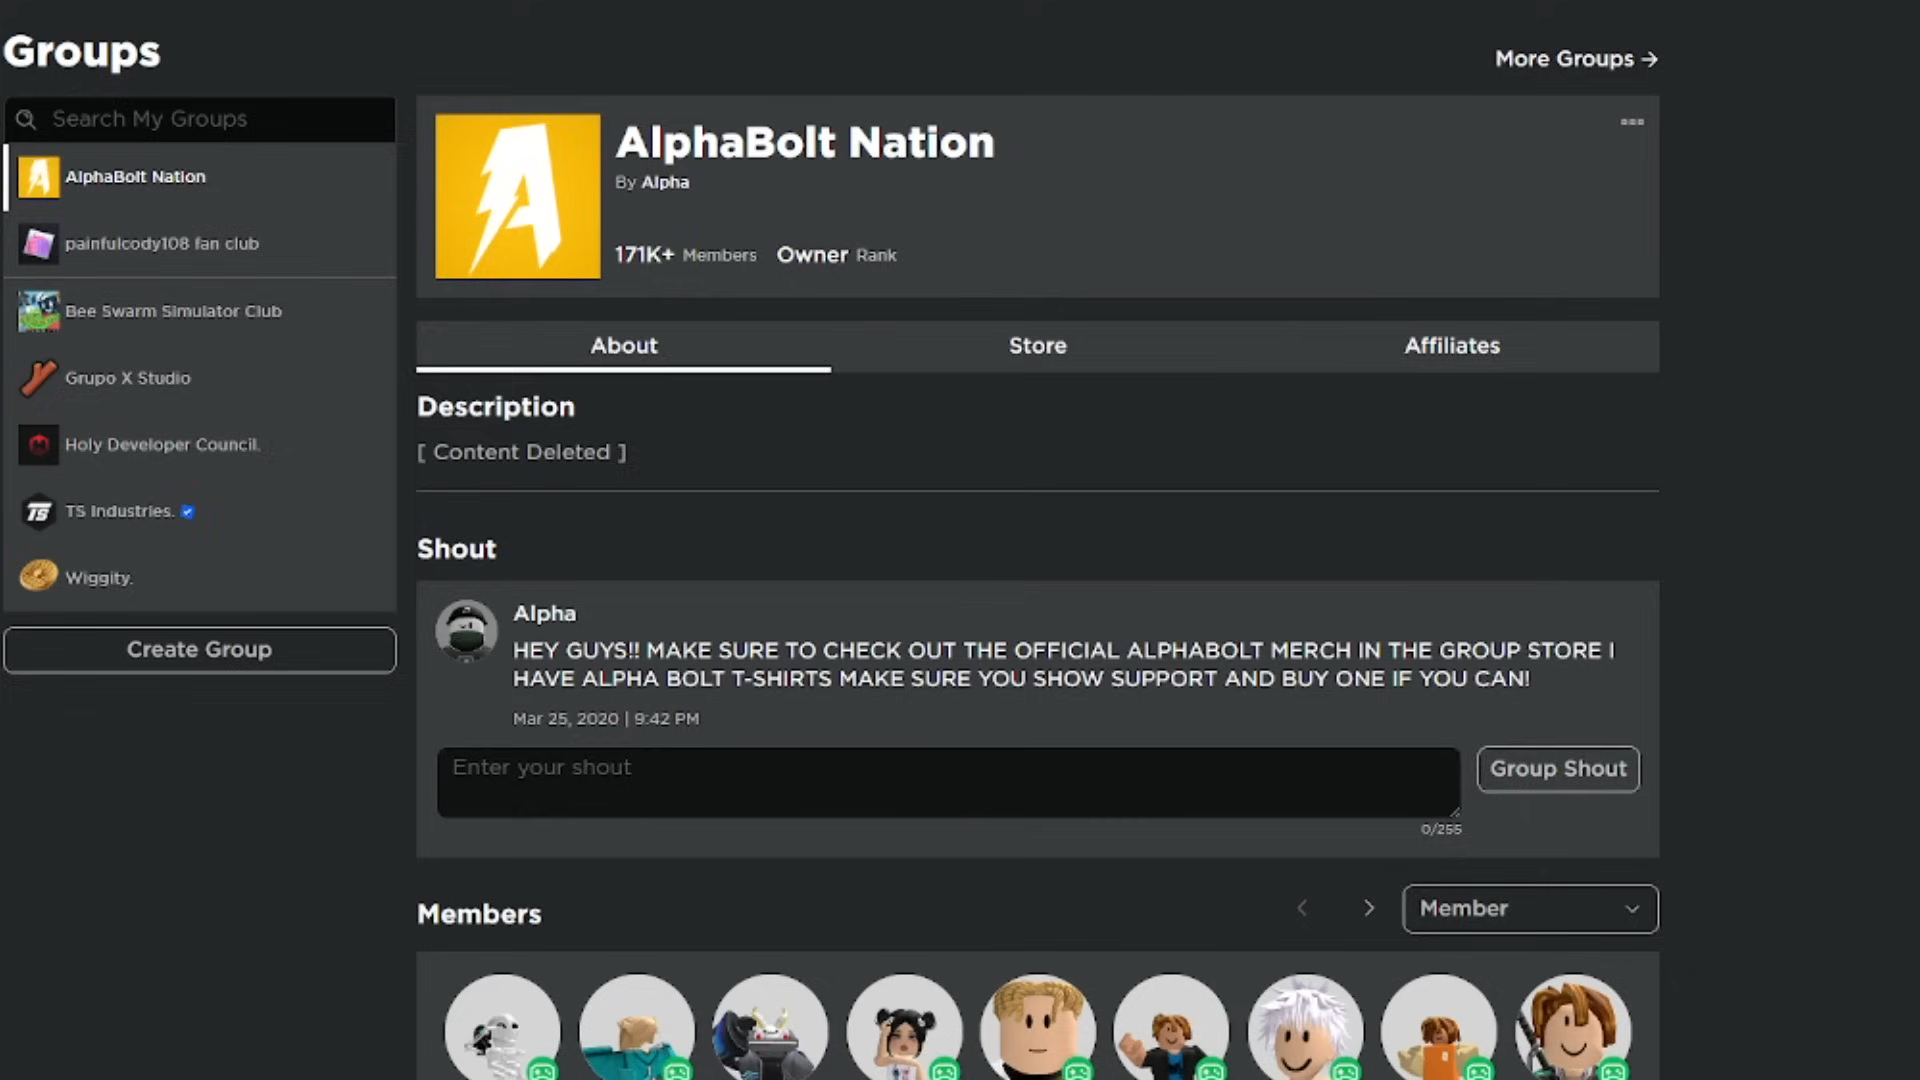 Groups
More Groups →
Search My Groups
AlphaBolt Nation
painfulcody108 fan club
Bee Swarm Simulator Club
Grupo X Studio
Holy Developer Council.
TS Industries.
Wiggity.
Create Group
AlphaBolt Nation
By Alpha
171K+ Members Owner Rank
About Store Affiliates
Description
[ Content Deleted ]
Shout
Alpha
HEY GUYS!! MAKE SURE TO CHECK OUT THE OFFICIAL ALPHABOLT MERCH IN THE GROUP STORE I
HAVE ALPHA BOLT T-SHIRTS MAKE SURE YOU SHOW SUPPORT AND BUY ONE IF YOU CAN!
Mar 25, 2020 | 9:42 PM
Enter your shout
Group Shout
0/255
Members
Member